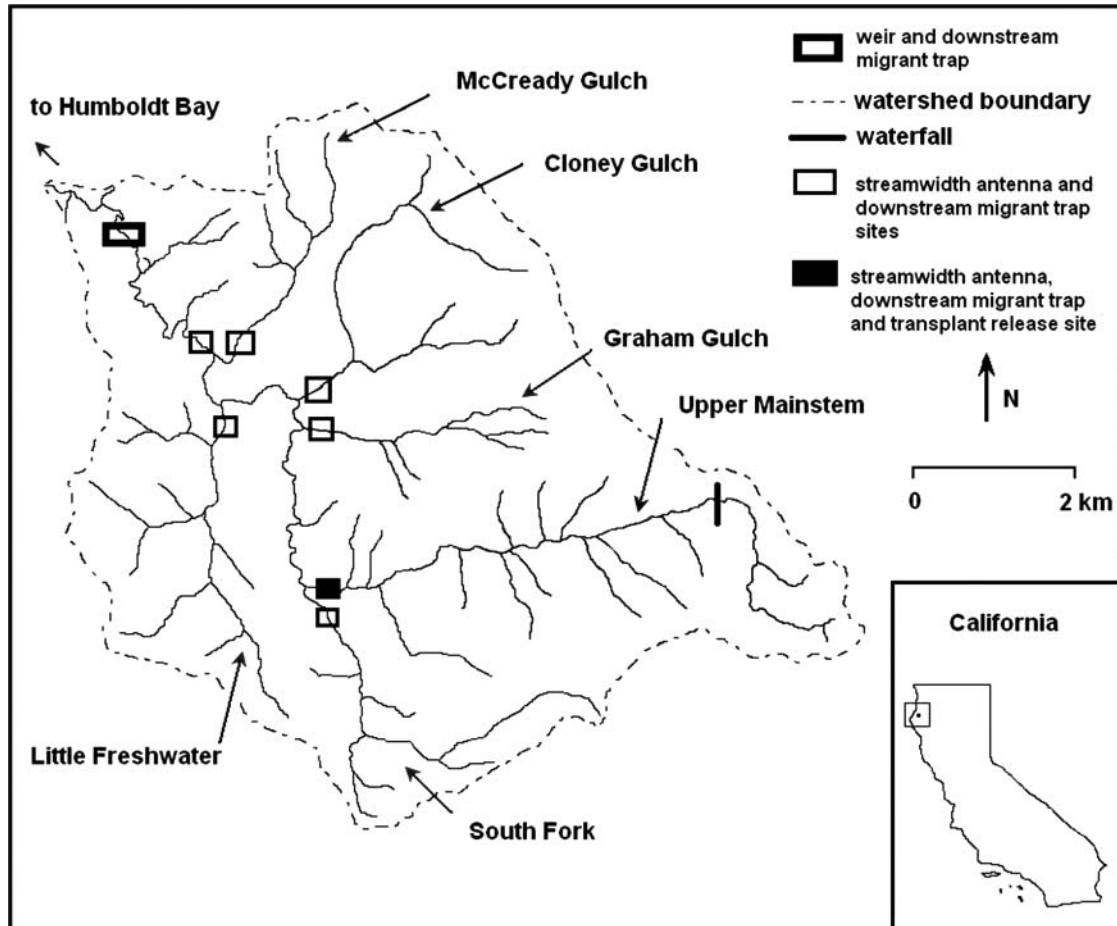 McCready Gulch
to Humboldt Bay
Cloney Gulch
Graham Gulch
Upper Mainstem
Little Freshwater
South Fork
weir and downstream
migrant trap
watershed boundary
waterfall
streamwidth antenna and
downstream migrant trap
sites
streamwidth antenna,
downstream migrant trap
and transplant release site
N
0 2 km
California